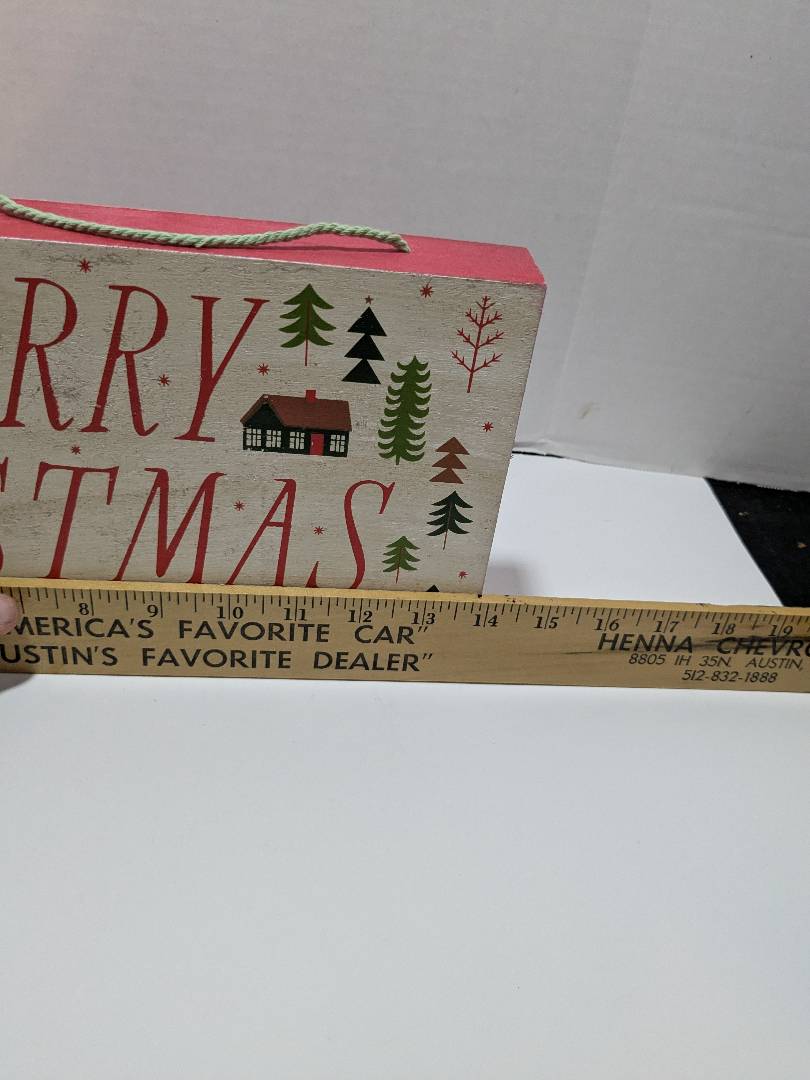 RRY
STMAS
8 9 10 11 12 13 14 15 16 17 18 19
MERICA'S FAVORITE CAR" HENNA CHEVRO
USTIN'S FAVORITE DEALER" 8805 IH 35N. AUSTIN,
512-832-1888